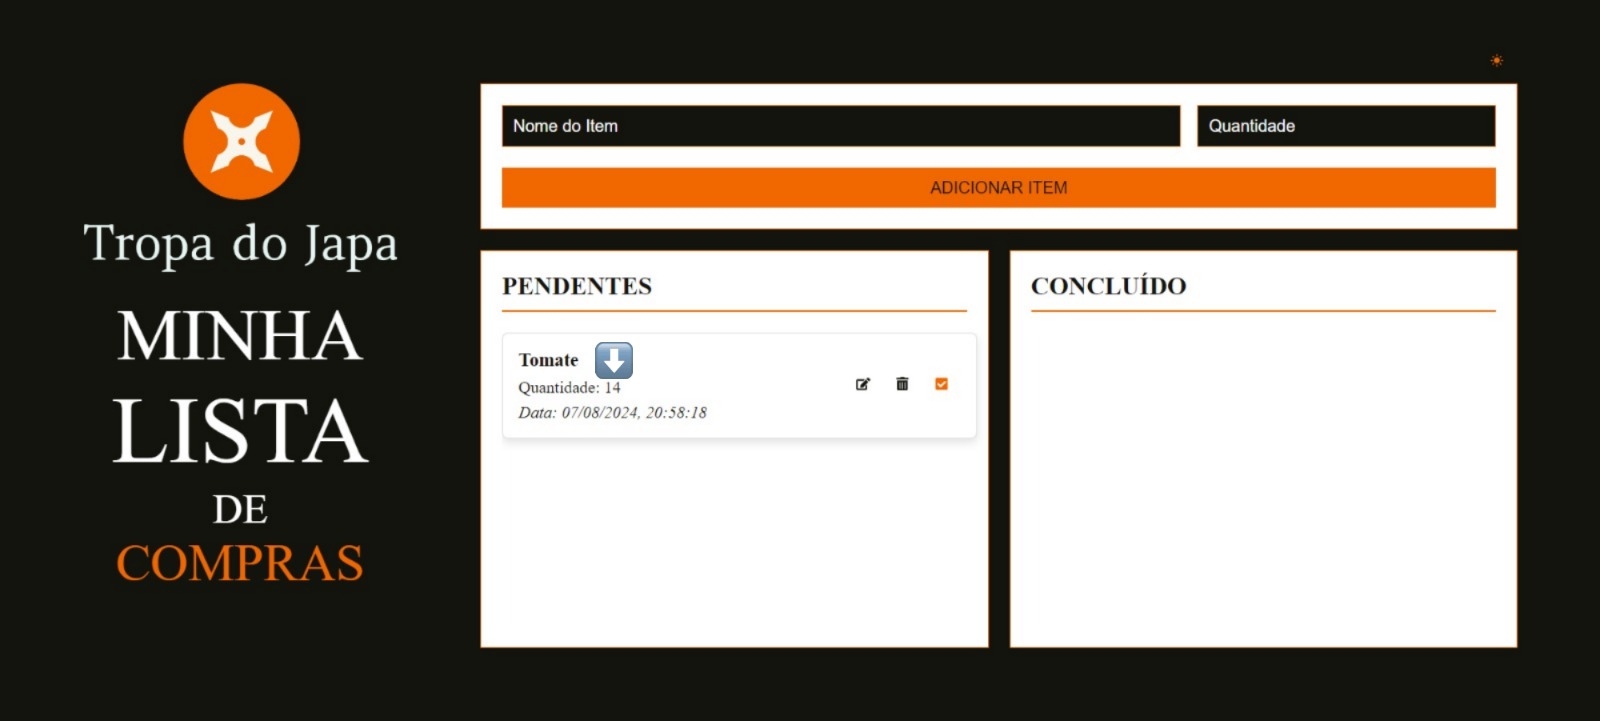 Tropa do Japa
MINHA
LISTA
DE
COMPRAS
Nome do Item
Quantidade
ADICIONAR ITEM
PENDENTES
Tomate
Quantidade: 14
Data: 07/08/2024, 20:58:18
CONCLUÍDO